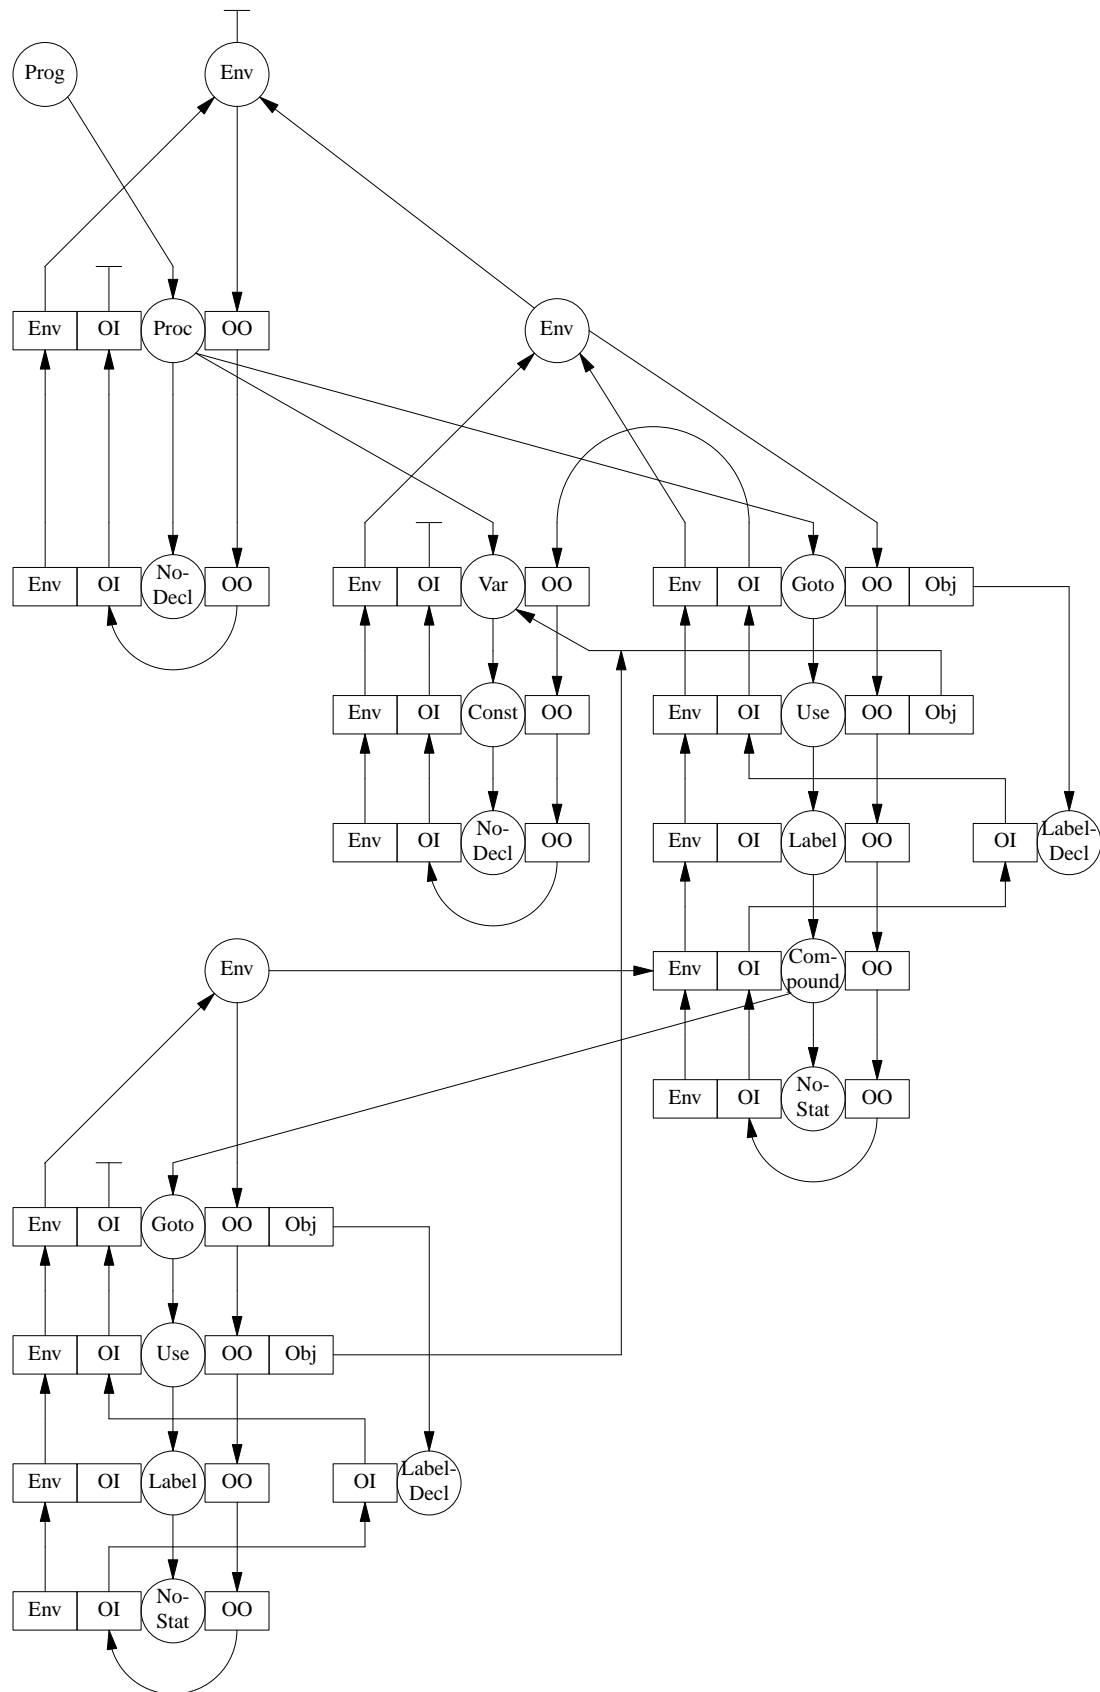 Prog Env
Env OI Proc OO Env
Env OI No- OO Env OI Var OO Env OI Goto OO Obj
Decl
Env OI Const OO Env OI Use OO Obj
Env OI No- OO Env OI Label OO OI Label-
Decl Decl
Env Env OI Com- OO
pound
Env OI No- OO
Stat
Env OI Goto OO Obj
Env OI Use OO Obj
Env OI Label OO OI Label-
Decl
Env OI No- OO
Stat